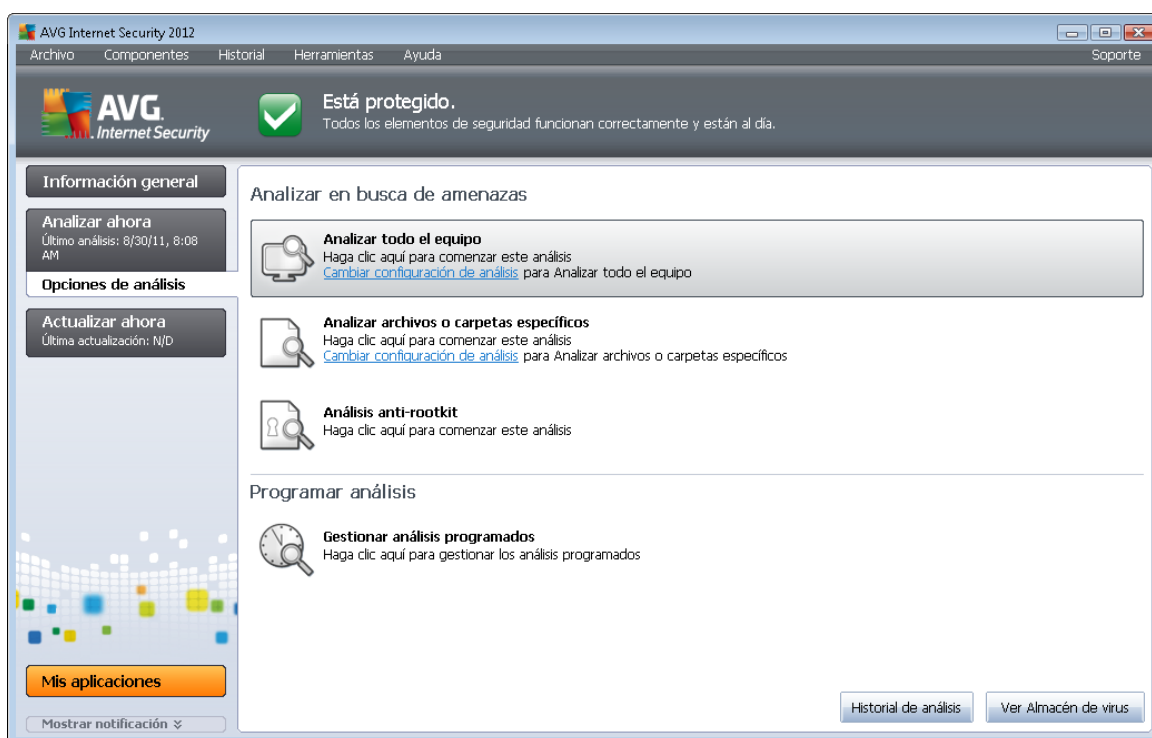 AVG Internet Security 2012
Archivo Componentes Historial Herramientas Ayuda Soporte
AVG.
Internet Security
Está protegido.
Todos los elementos de seguridad funcionan correctamente y están al día.
Información general
Analizar ahora
Último análisis: 8/30/11, 8:08
AM
Opciones de análisis
Actualizar ahora
Última actualización: N/D
Analizar en busca de amenazas
Analizar todo el equipo
Haga clic aquí para comenzar este análisis
Cambiar configuración de análisis para Analizar todo el equipo
Analizar archivos o carpetas específicos
Haga clic aquí para comenzar este análisis
Cambiar configuración de análisis para Analizar archivos o carpetas específicos
Análisis anti-rootkit
Haga clic aquí para comenzar este análisis
Programar análisis
Gestionar análisis programados
Haga clic aquí para gestionar los análisis programados
Mis aplicaciones
Mostrar notificación
Historial de análisis Ver Almacén de virus